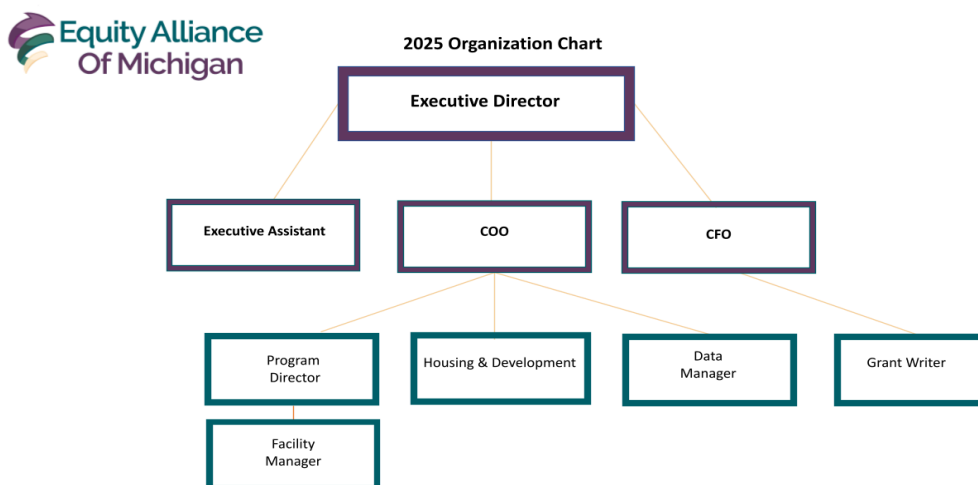 Equity Alliance
Of Michigan
2025 Organization Chart
Executive Director
Executive Assistant
COO
CFO
Program
Director
Housing & Development
Data
Manager
Grant Writer
Facility
Manager